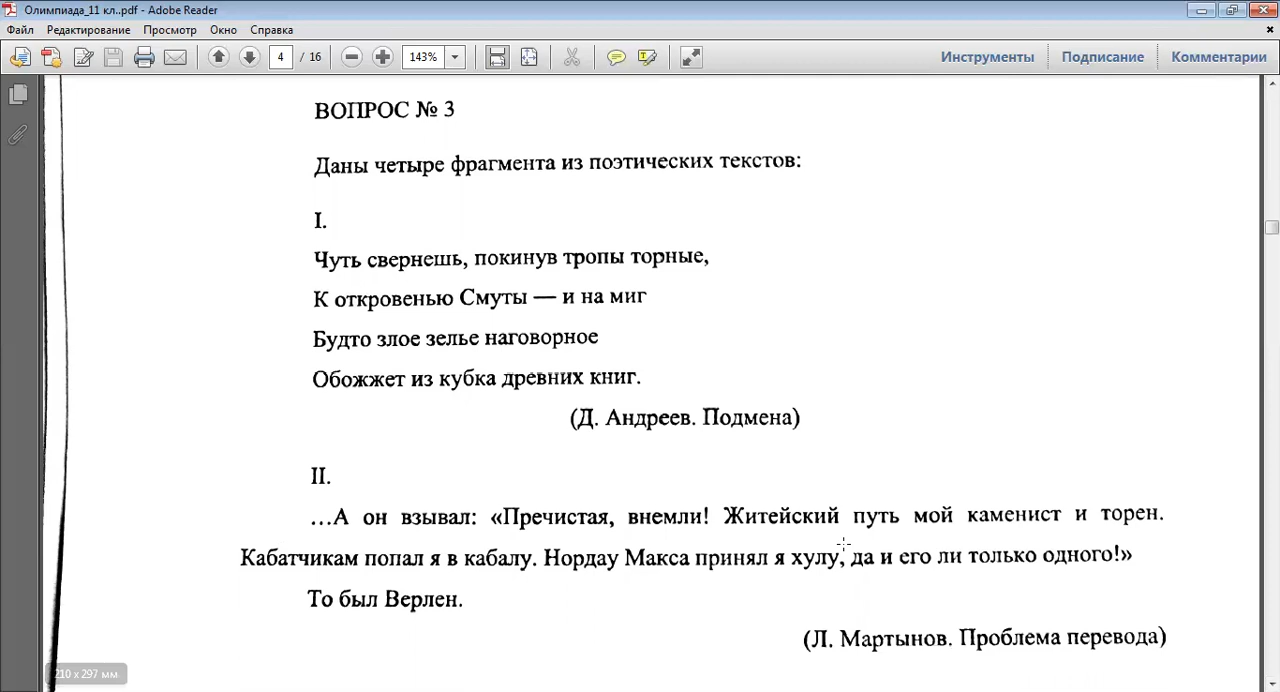 Олимпиада_11 кл..pdf - Adobe Reader
Файл Редактирование Просмотр Окно Справка
4 / 16 143% Инструменты Подписание Комментарии
ВОПРОС № 3
Даны четыре фрагмента из поэтических текстов:
I.
Чуть свернешь, покинув тропы торные,
К откровенью Смуты — и на миг
Будто злое зелье наговорное
Обожжет из кубка древних книг.
(Д. Андреев. Подмена)
II.
…А он взывал: «Пречистая, внемли! Житейский путь мой каменист и торен.
Кабатчикам попал я в кабалу. Нордау Макса принял я хулу, да и его ли только одного!»
То был Верлен.
(Л. Мартынов. Проблема перевода)
210 x 297 мм